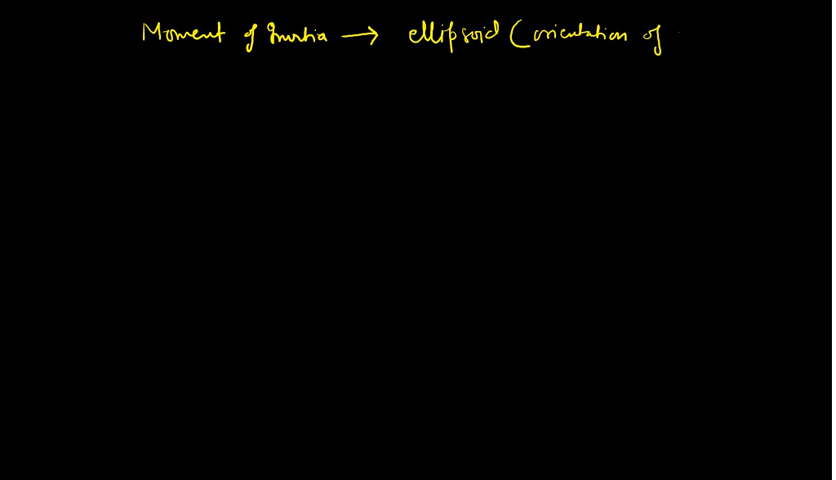 Moment of Inertia → ellipsoid (orientation of